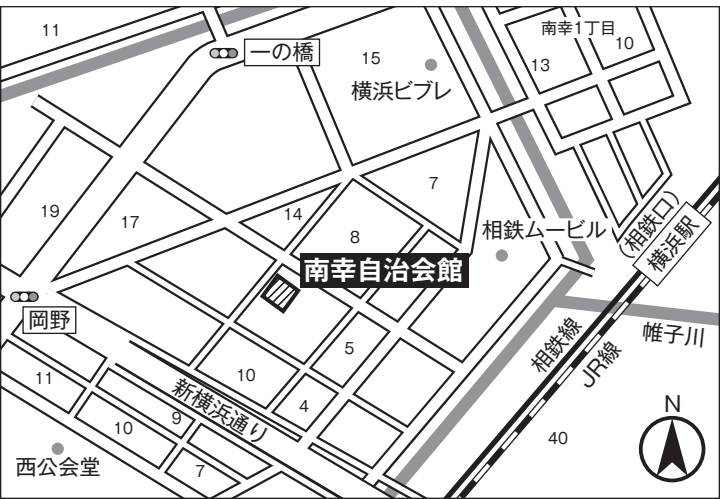 11
一の橋
15
横浜ビブレ
南幸1丁目
10
13
7
19
17
14
8
相鉄ムービル
(相鉄口)
横浜駅
南幸自治会館
岡野
帷子川
相鉄線
JR線
5
10
4
新横浜通り
11
10
9
7
西公会堂
40
N